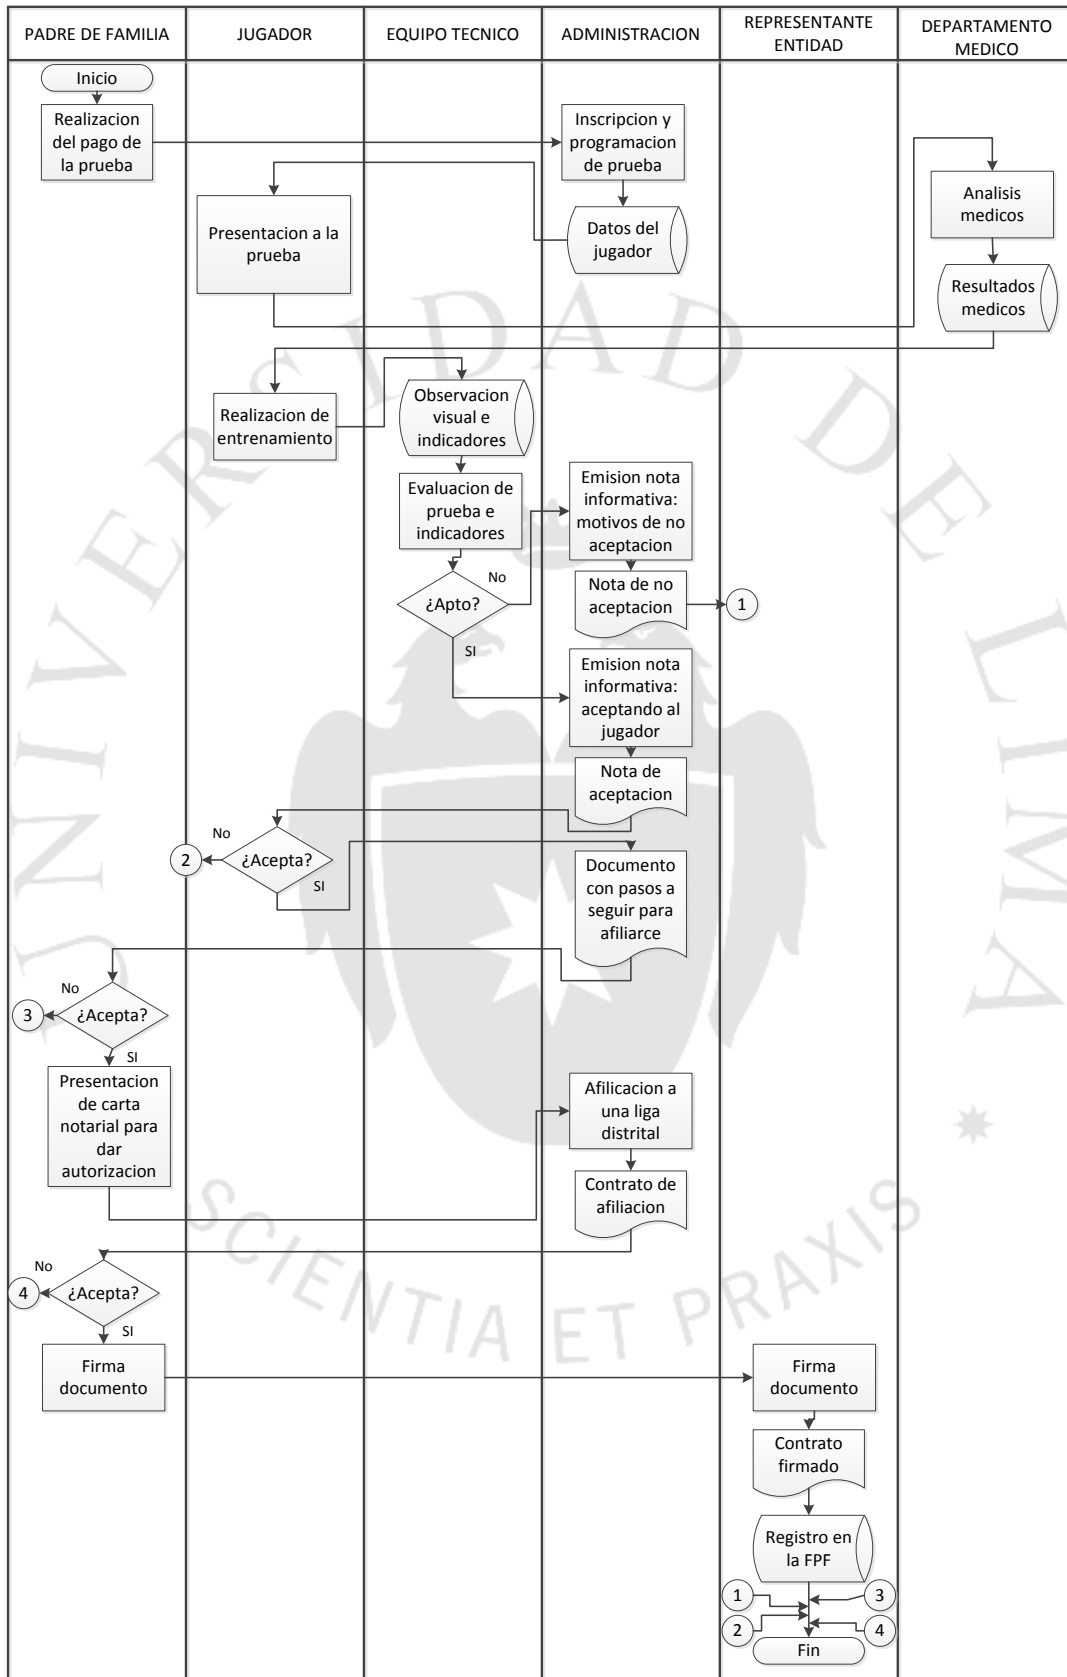 PADRE DE FAMILIA
JUGADOR
EQUIPO TECNICO
ADMINISTRACION
REPRESENTANTE
ENTIDAD
DEPARTAMENTO
MEDICO
Inicio
Realizacion
del pago de
la prueba
Inscripcion y
programacion
de prueba
Analisis
medicos
Presentacion a la
prueba
Datos del
jugador
Resultados
medicos
Realizacion de
entrenamiento
Observacion
visual e
indicadores
Evaluacion de
prueba e
indicadores
Emision nota
informativa:
motivos de no
aceptacion
¿Apto?
No
SI
Nota de no
aceptacion
1
Emision nota
informativa:
aceptando al
jugador
Nota de
aceptacion
No
2
¿Acepta?
SI
Documento
con pasos a
seguir para
afiliarce
No
3
¿Acepta?
SI
Presentacion
de carta
notarial para
dar
autorizacion
Afilicacion a
una liga
distrital
Contrato de
afiliacion
No
4
¿Acepta?
SI
Firma
documento
Firma
documento
Contrato
firmado
Registro en
la FPF
1
3
2
4
Fin
UNIVERSIDAD DE LIMA
SCIENTIA ET PRAXIS